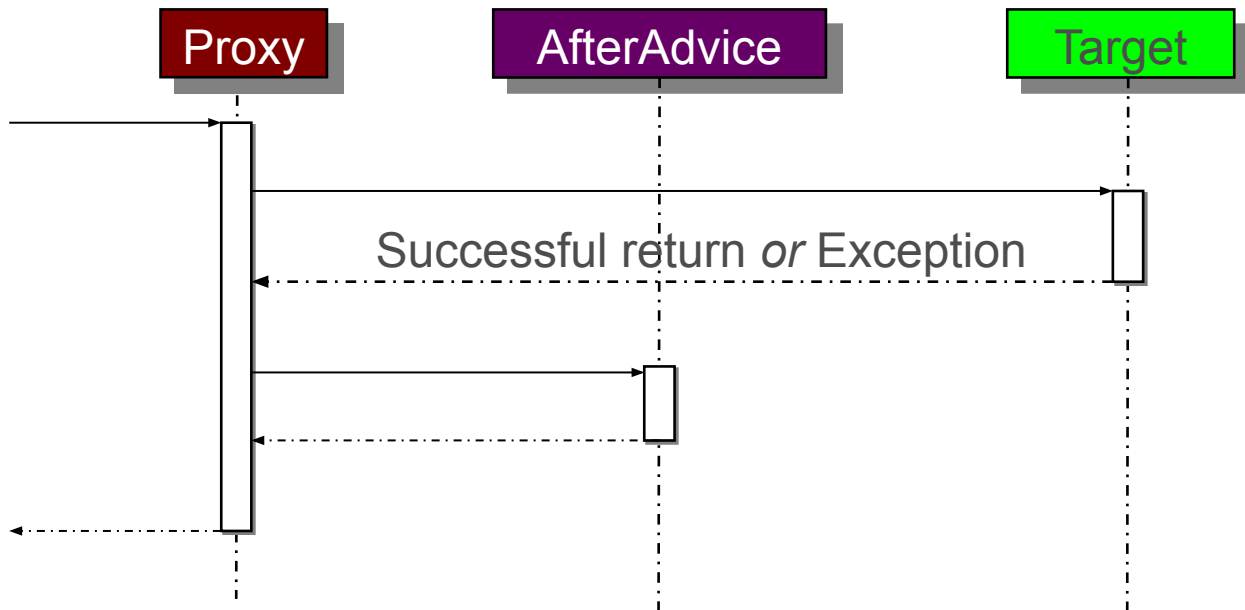 Proxy
AfterAdvice
Target
Successful return or Exception